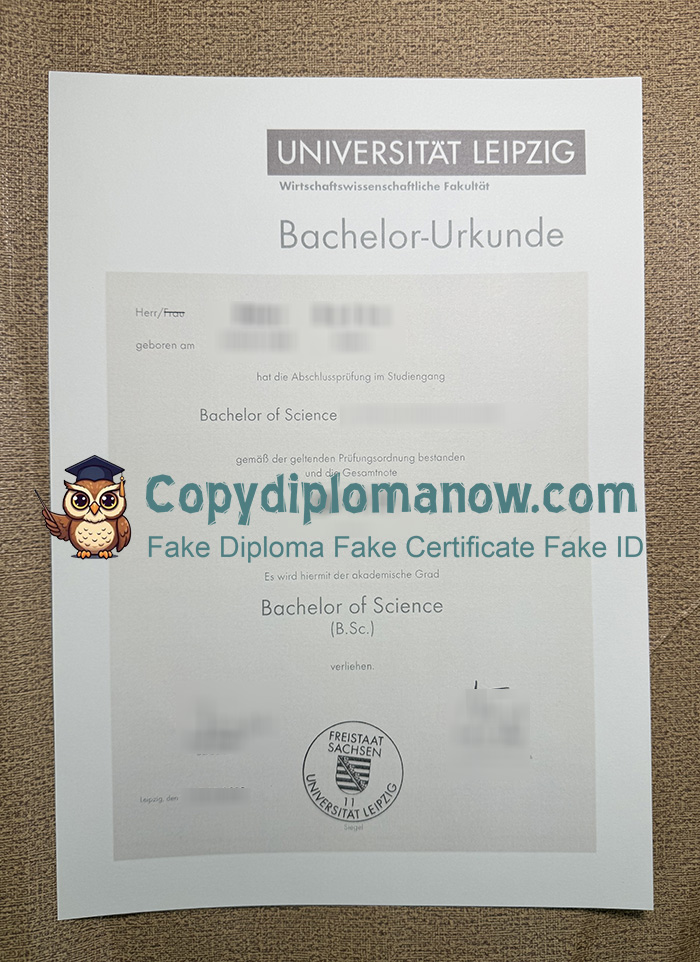 UNIVERSITÄT LEIPZIG
Wirtschaftswissenschaftliche Fakultät
Bachelor-Urkunde
Herr/Frau
geboren am
hat die Abschlussprüfung im Studiengang
Bachelor of Science
gemäß der geltenden Prüfungsordnung bestanden
und die Gesamtnote
Copydiplomanow.com
Fake Diploma Fake Certificate Fake ID
Es wird hiermit der akademische Grad
Bachelor of Science
(B.Sc.)
verliehen.
FREISTAAT
SACHSEN
11
UNIVERSITÄT LEIPZIG
Leipzig, den
Siegel